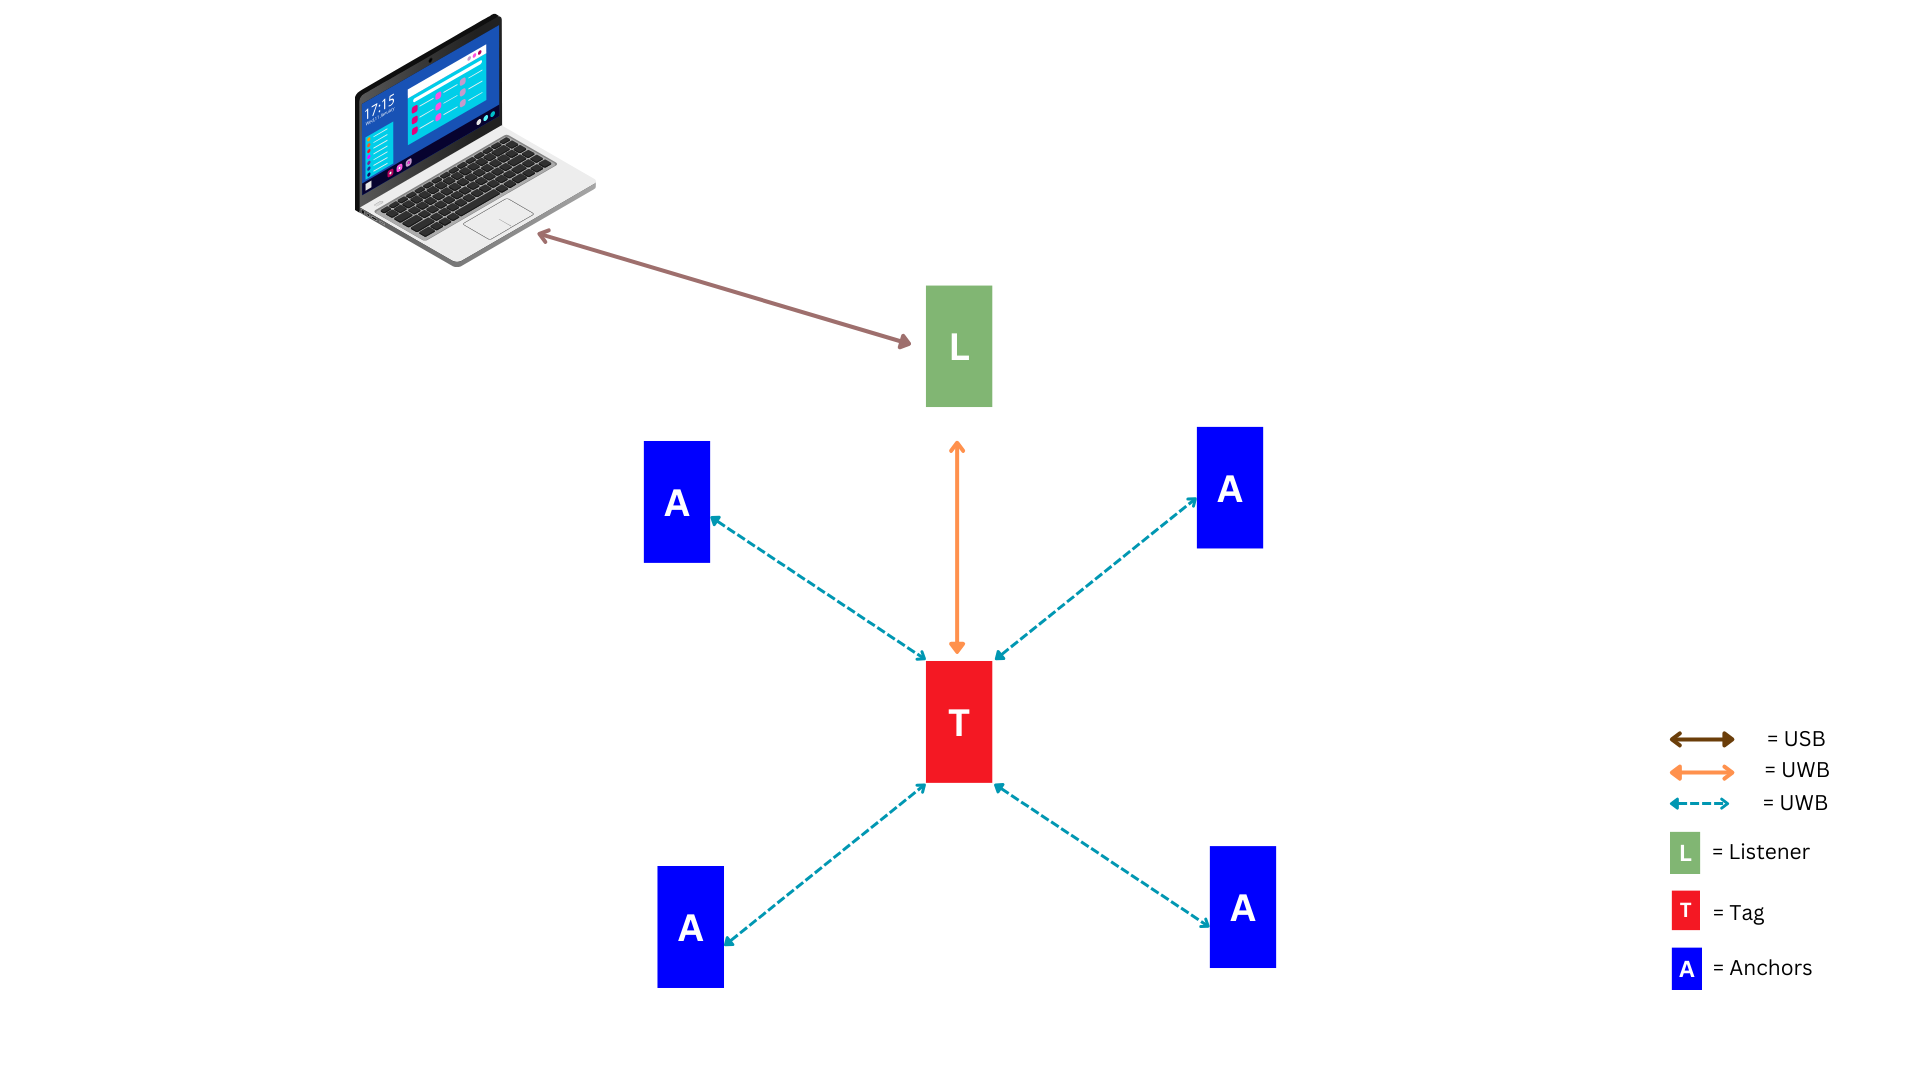 17:15
L
A
A
T
A
A
= USB
= UWB
= UWB
L = Listener
T = Tag
A = Anchors